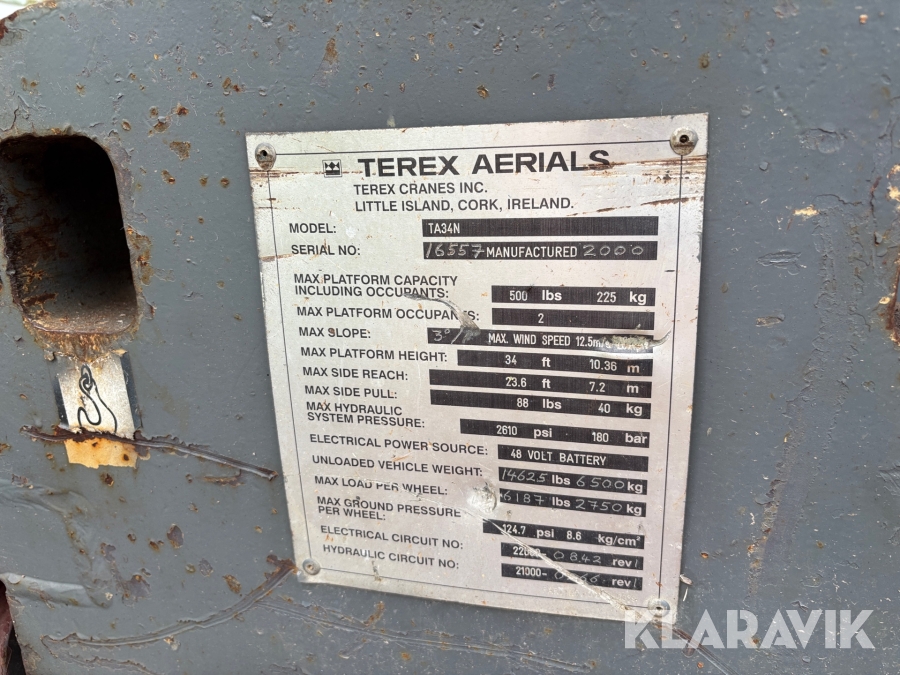 TEREX AERIALS
TEREX CRANES INC.
LITTLE ISLAND, CORK, IRELAND.
MODEL: TA34N
SERIAL NO: 16557 MANUFACTURED 2000
MAX PLATFORM CAPACITY
INCLUDING OCCUPANTS: 500 lbs 225 kg
MAX PLATFORM OCCUPANTS: 2
MAX SLOPE: 3° MAX. WIND SPEED 12.5m/s
MAX PLATFORM HEIGHT: 34 ft 10.36 m
MAX SIDE REACH: 23.6 ft 7.2 m
MAX SIDE PULL: 88 lbs 40 kg
MAX HYDRAULIC
SYSTEM PRESSURE: 2610 psi 180 bar
ELECTRICAL POWER SOURCE: 48 VOLT BATTERY
UNLOADED VEHICLE WEIGHT: 14625 lbs 6500 kg
MAX LOAD PER WHEEL: 6187 lbs 2750 kg
MAX GROUND PRESSURE
PER WHEEL: 124.7 psi 8.6 kg/cm²
ELECTRICAL CIRCUIT NO: 22000-0842 rev1
HYDRAULIC CIRCUIT NO: 21000- rev1
KLARAVIK